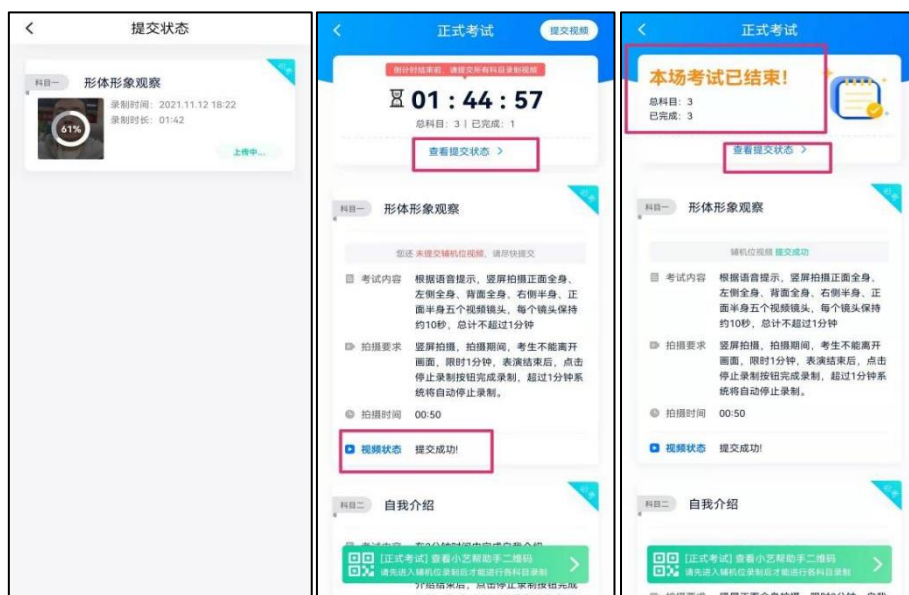 提交状态
科目一
形体形象观察
必考
录制时间: 2021.11.12 18:22
录制时长: 01:42
61%
上传中...
正式考试
提交视频
倒计时结束前，请提交所有科目录制视频
01 : 44 : 57
总科目: 3 | 已完成: 1
查看提交状态
科目一
形体形象观察
必考
您还 未提交辅机位视频，请尽快提交
考试内容
根据语音提示，竖屏拍摄正面全身、
左侧全身、背面全身、右侧半身、正
面半身五个视频镜头，每个镜头保持
约10秒，总计不超过1分钟
拍摄要求
竖屏拍摄，拍摄期间，考生不能离开
画面，限时1分钟，表演结束后，点击
停止录制按钮完成录制，超过1分钟系
统将自动停止录制。
拍摄时间
00:50
视频状态
提交成功!
科目二
自我介绍
必考
[正式考试] 查看小艺帮助手二维码
请先进入辅机位录制后才能进行各科目录制
介绍结束后，点击停止录制按钮完成
正式考试
本场考试已结束!
总科目: 3
已完成: 3
查看提交状态
科目一
形体形象观察
必考
辅机位视频 提交成功
考试内容
根据语音提示，竖屏拍摄正面全身、
左侧全身、背面全身、右侧半身、正
面半身五个视频镜头，每个镜头保持
约10秒，总计不超过1分钟
拍摄要求
竖屏拍摄，拍摄期间，考生不能离开
画面，限时1分钟，表演结束后，点击
停止录制按钮完成录制，超过1分钟系
统将自动停止录制。
拍摄时间
00:50
视频状态
提交成功!
科目二
自我介绍
必考
[正式考试] 查看小艺帮助手二维码
请先进入辅机位录制后才能进行各科目录制